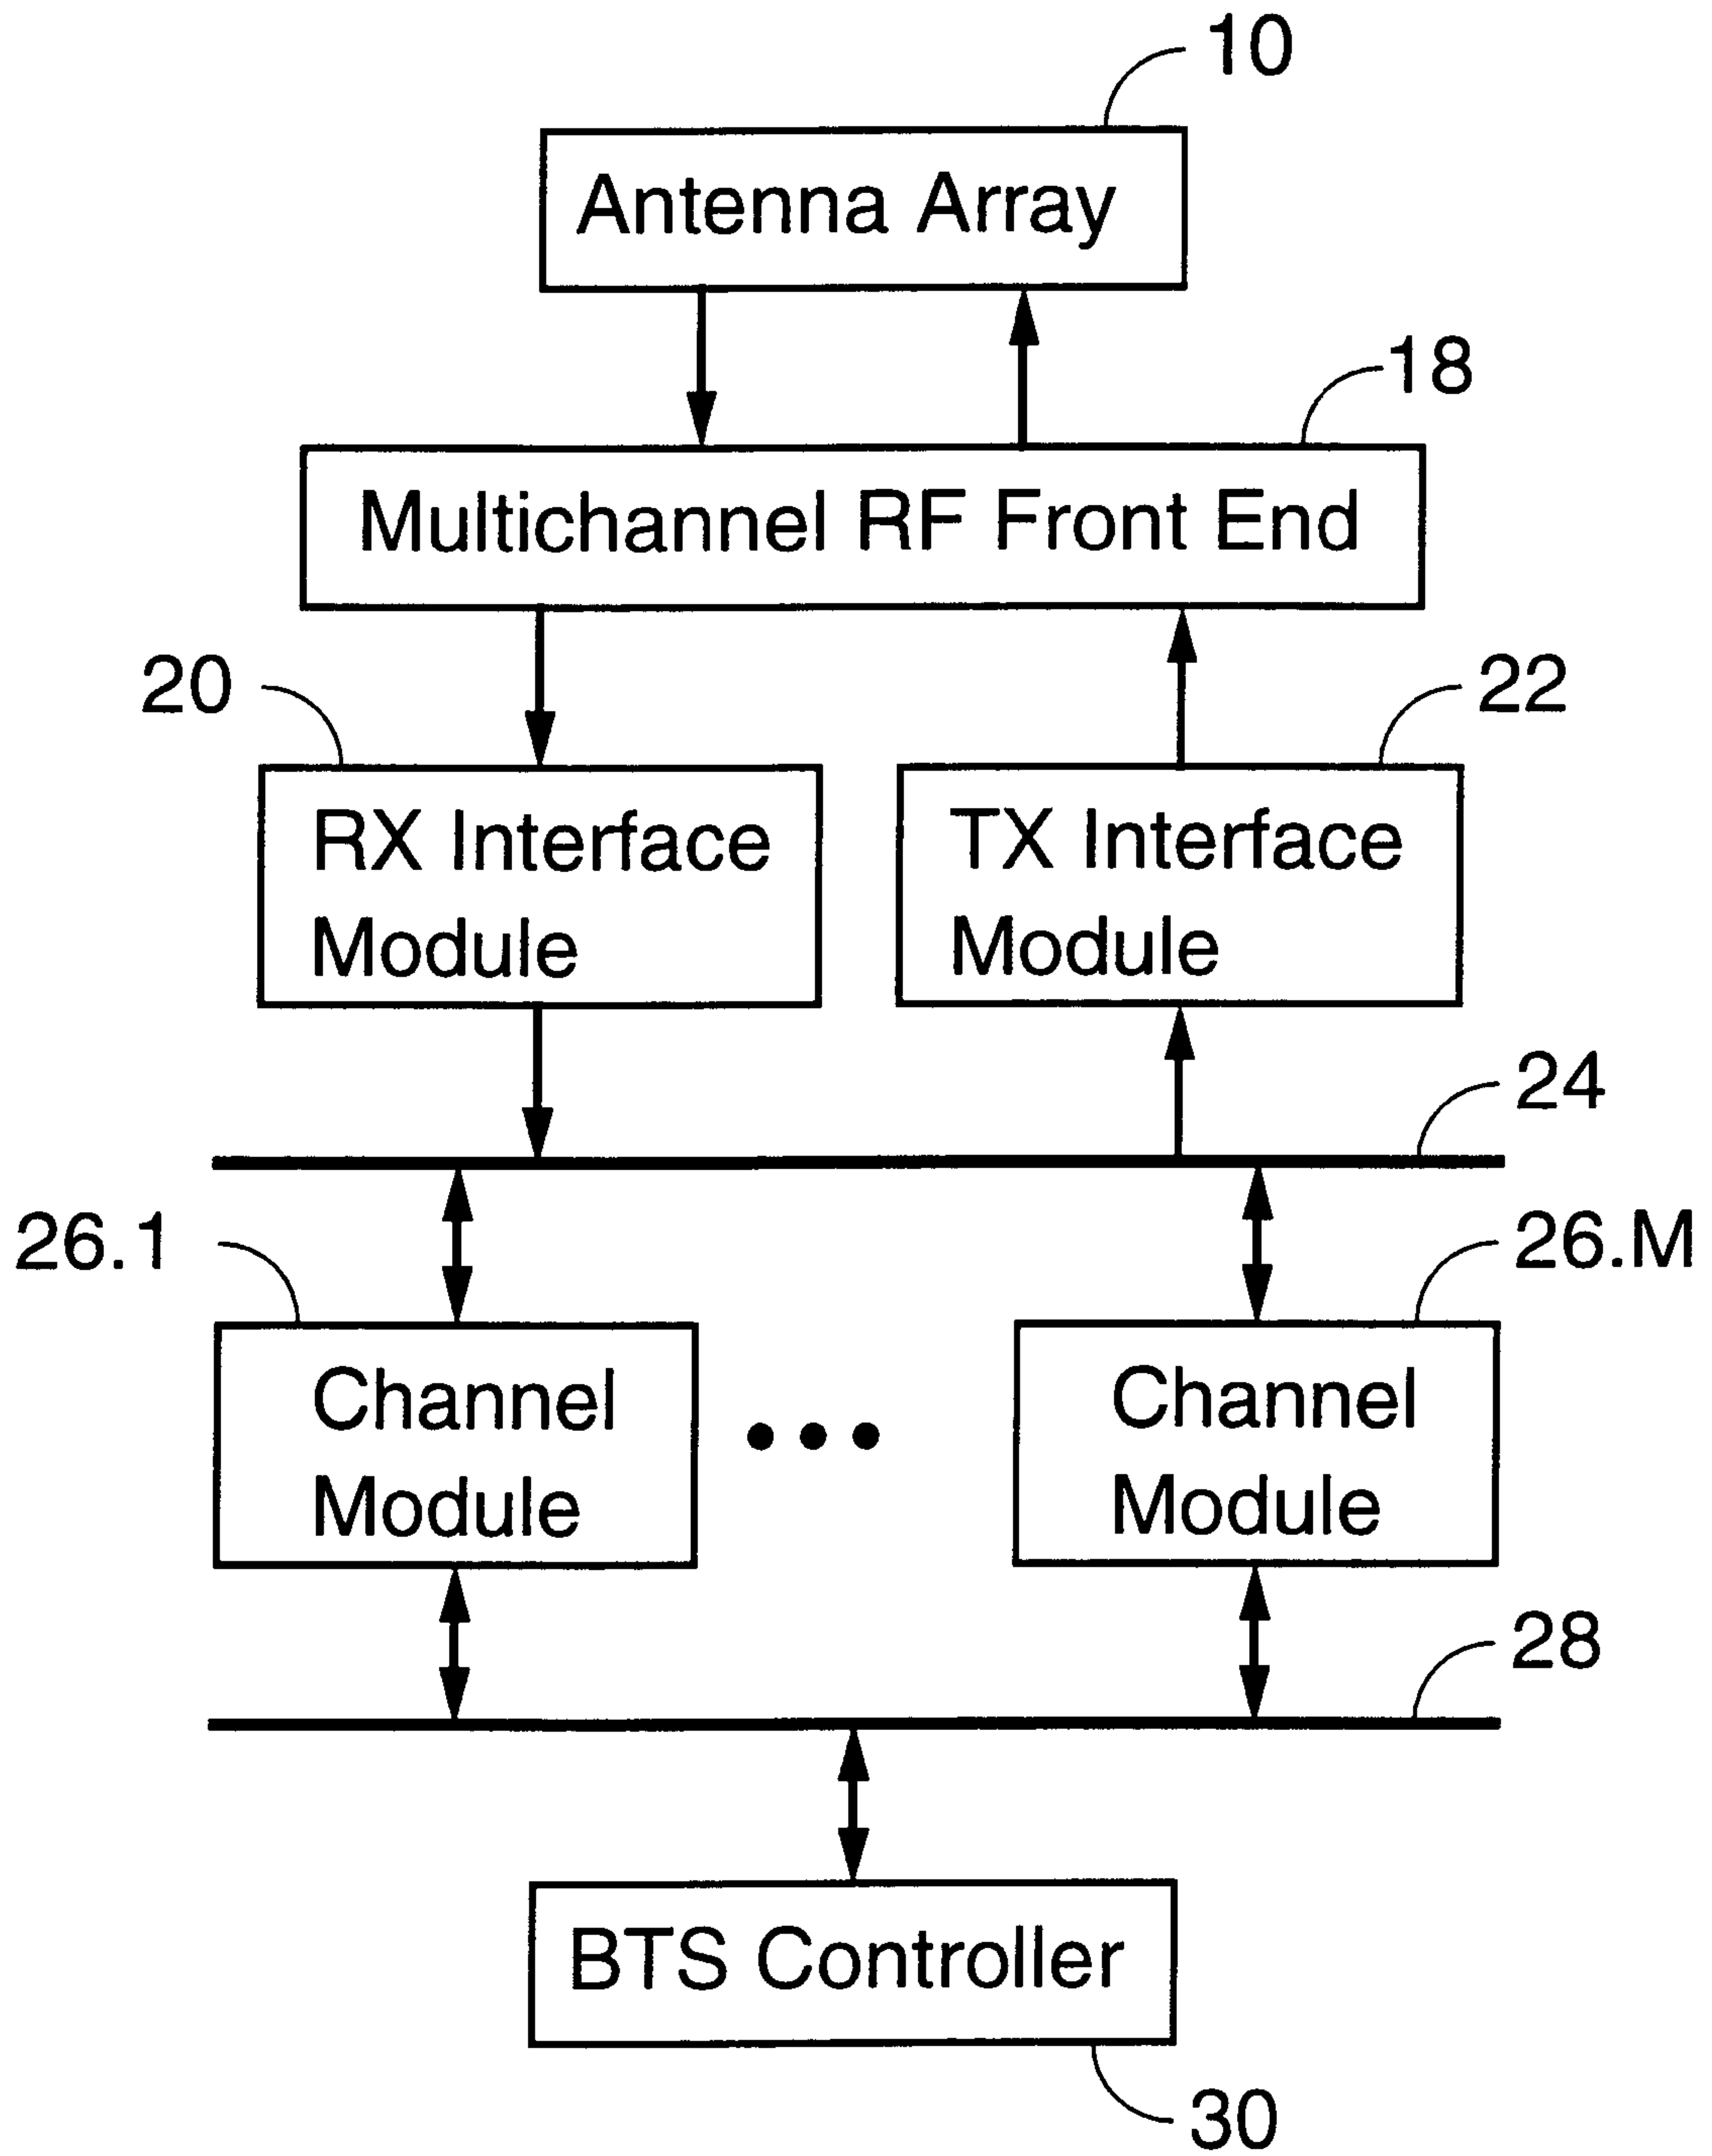 10
Antenna Array
18
Multichannel RF Front End
20
22
RX Interface
Module
TX Interface
Module
24
26.1
26.M
Channel
Module
Channel
Module
28
BTS Controller
30